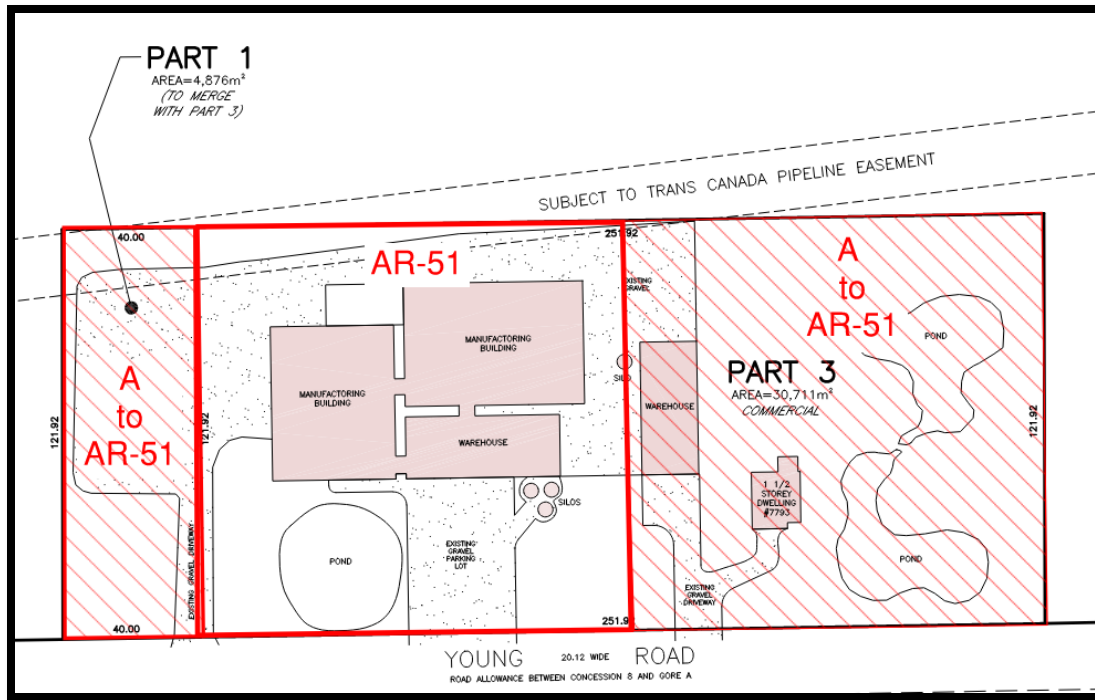 PART 1
AREA=4,876m²
(TO MERGE
WITH PART 3)
SUBJECT TO TRANS CANADA PIPELINE EASEMENT
40.00
251.92
AR-51
A
to
AR-51
EXISTING
GRAVEL
POND
MANUFACTORING
BUILDING
MANUFACTORING
BUILDING
SILO
PART 3
AREA=30,711m²
COMMERCIAL
A
to
AR-51
121.92
121.92
121.92
WAREHOUSE
WAREHOUSE
1 1/2
STOREY
DWELLING
#7793
SILOS
EXISTING
GRAVEL
PARKING
LOT
POND
POND
EXISTING GRAVEL DRIVEWAY
EXISTING
GRAVEL
DRIVEWAY
40.00
251.9
YOUNG 20.12 WIDE ROAD
ROAD ALLOWANCE BETWEEN CONCESSION 8 AND GORE A